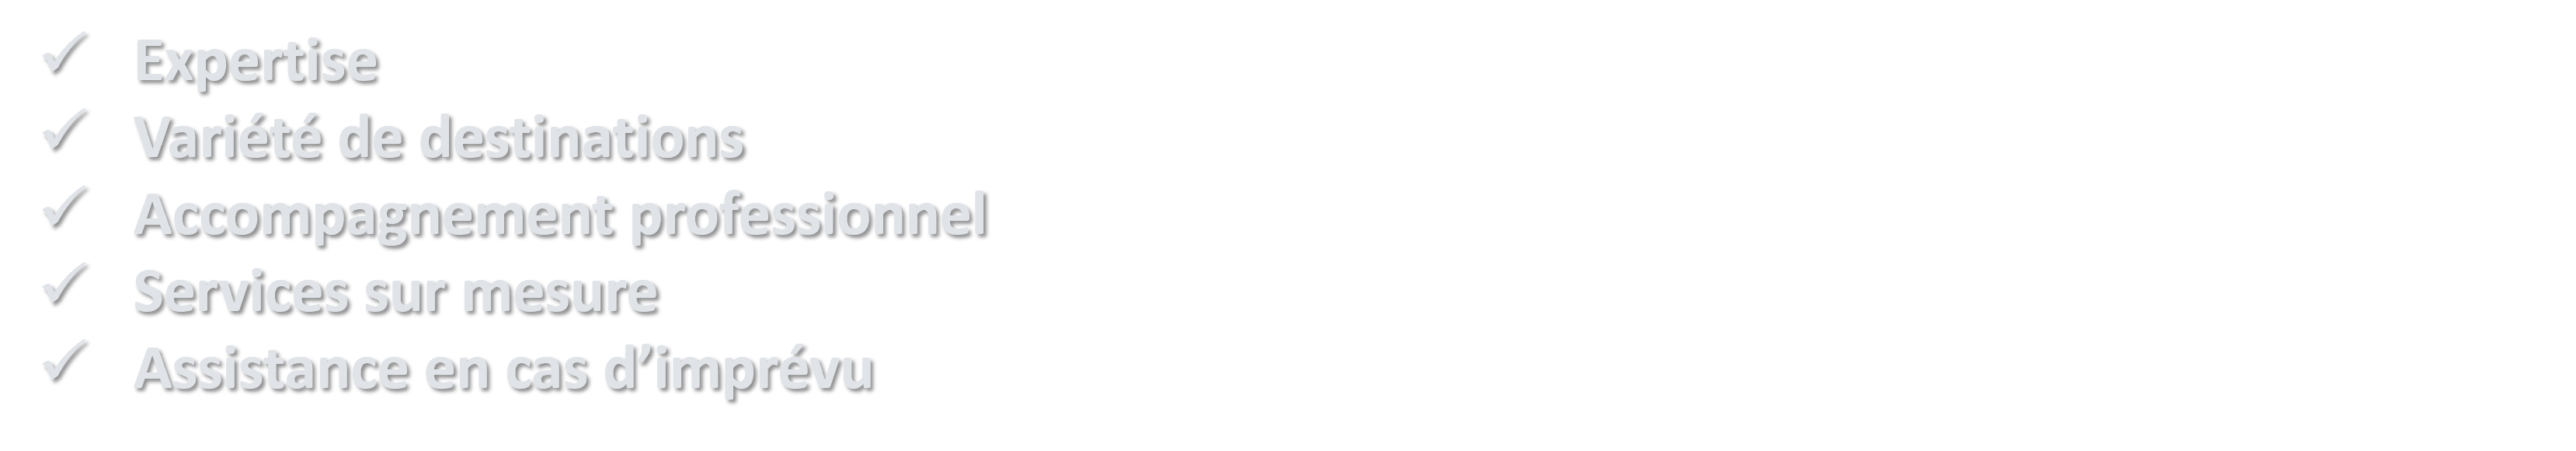 ✓ Expertise
✓ Variété de destinations
✓ Accompagnement professionnel
✓ Services sur mesure
✓ Assistance en cas d’imprévu